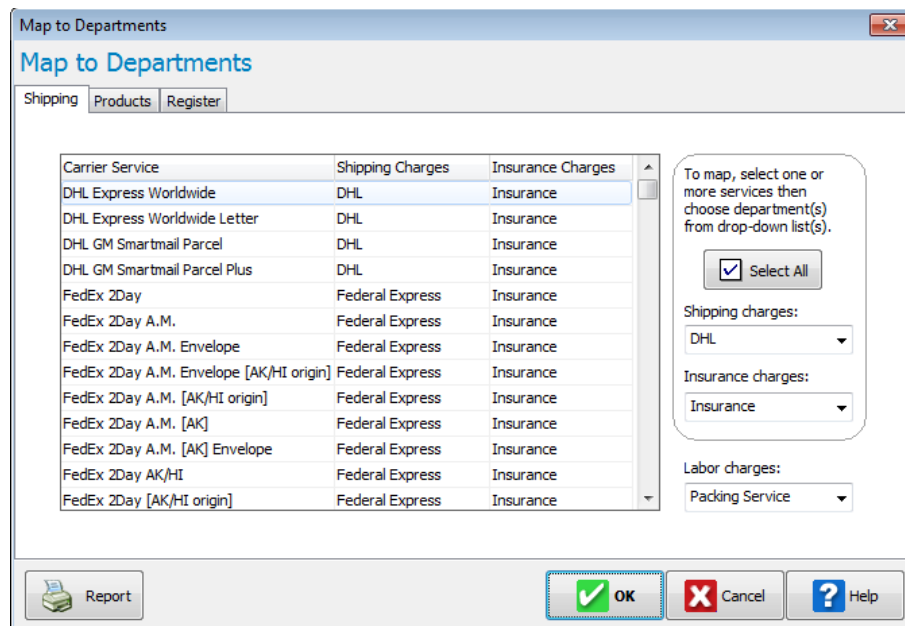 Map to Departments
Map to Departments
Shipping Products Register
Carrier Service Shipping Charges Insurance Charges
DHL Express Worldwide DHL Insurance
DHL Express Worldwide Letter DHL Insurance
DHL GM Smartmail Parcel DHL Insurance
DHL GM Smartmail Parcel Plus DHL Insurance
FedEx 2Day Federal Express Insurance
FedEx 2Day A.M. Federal Express Insurance
FedEx 2Day A.M. Envelope Federal Express Insurance
FedEx 2Day A.M. Envelope [AK/HI origin] Federal Express Insurance
FedEx 2Day A.M. [AK/HI origin] Federal Express Insurance
FedEx 2Day A.M. [AK] Federal Express Insurance
FedEx 2Day A.M. [AK] Envelope Federal Express Insurance
FedEx 2Day AK/HI Federal Express Insurance
FedEx 2Day [AK/HI origin] Federal Express Insurance
To map, select one or
more services then
choose department(s)
from drop-down list(s).
Select All
Shipping charges:
DHL
Insurance charges:
Insurance
Labor charges:
Packing Service
Report OK Cancel Help